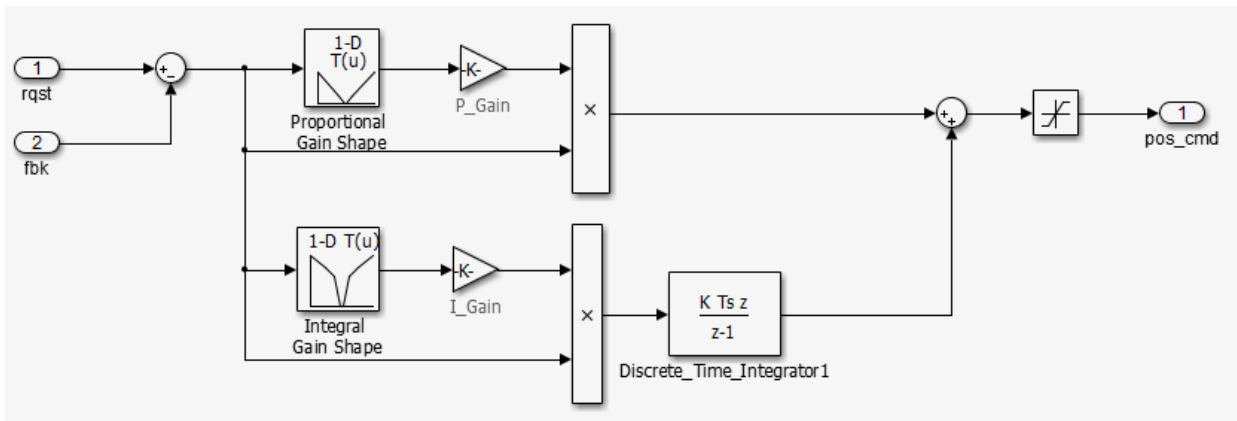 1
rqst
2
fbk
+
-
1-D
T(u)
Proportional
Gain Shape
-K-
P_Gain
×
1-D T(u)
Integral
Gain Shape
-K-
I_Gain
×
K Ts z
z-1
Discrete_Time_Integrator1
+
+
1
pos_cmd